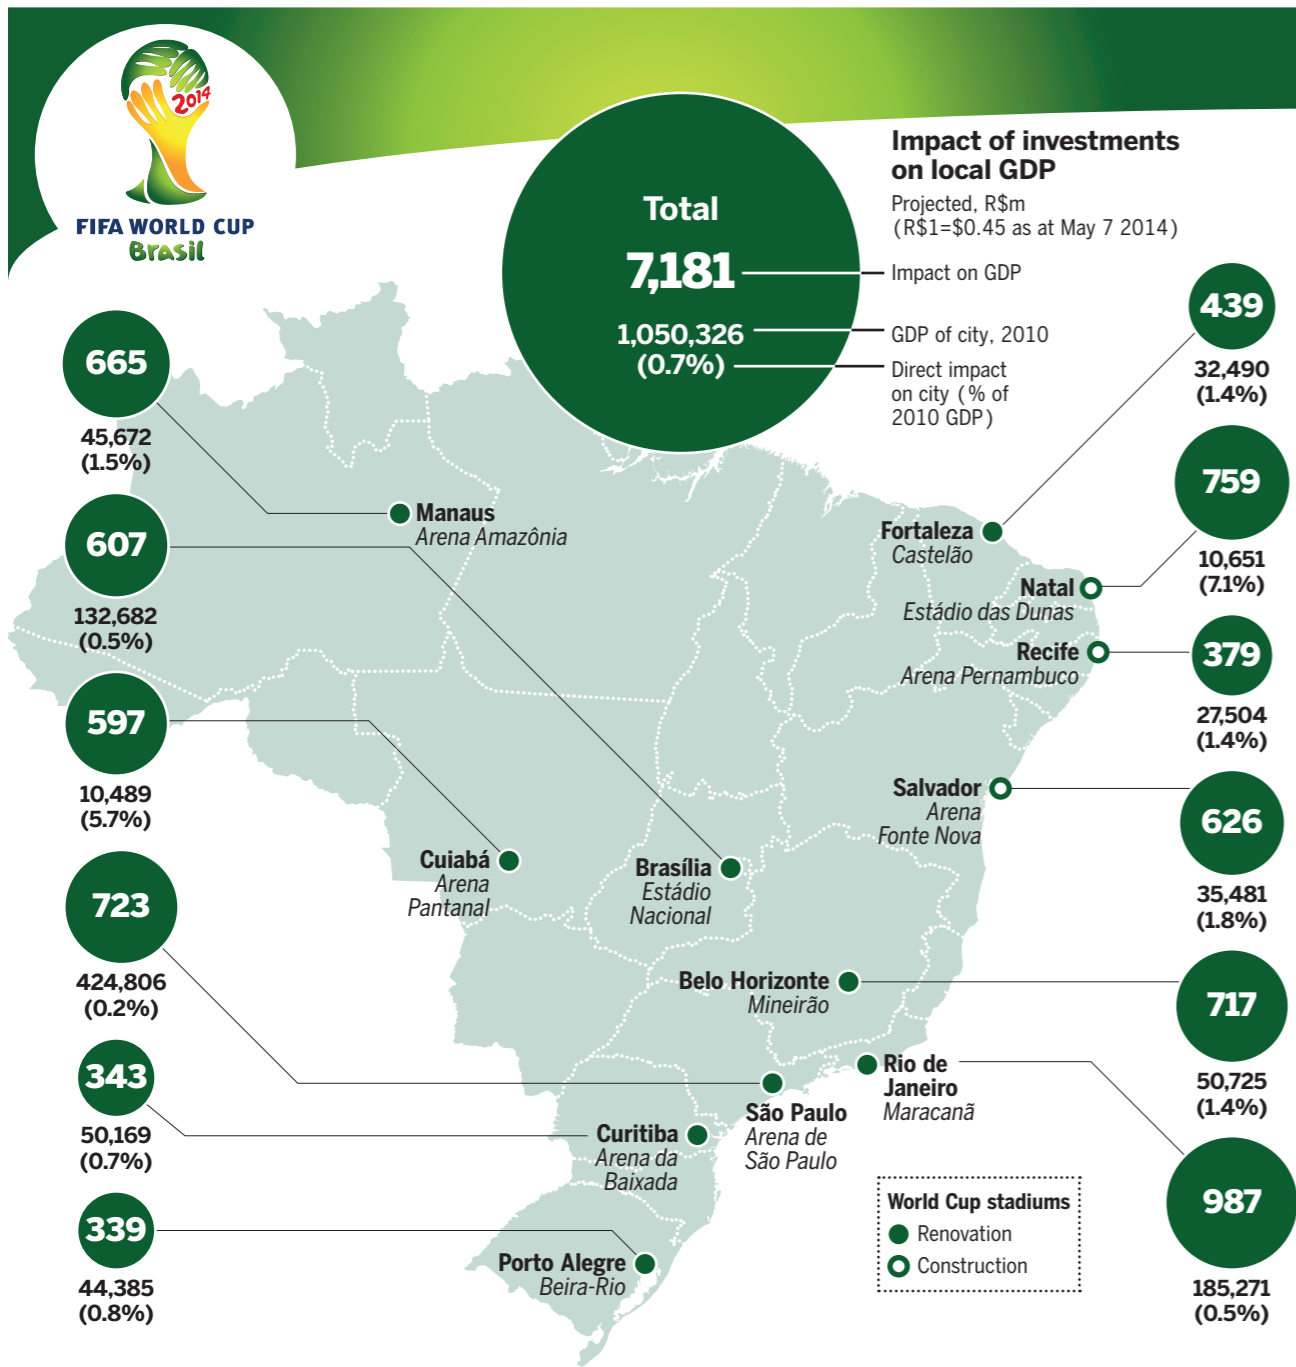 2014
FIFA WORLD CUP
Brasil
Impact of investments
on local GDP
Projected, R$m
(R$1=$0.45 as at May 7 2014)
Total
7,181
1,050,326
(0.7%)
Impact on GDP
GDP of city, 2010
Direct impact
on city (% of
2010 GDP)
665
45,672
(1.5%)
607
132,682
(0.5%)
597
10,489
(5.7%)
723
424,806
(0.2%)
343
50,169
(0.7%)
339
44,385
(0.8%)
Manaus
Arena Amazônia
Fortaleza
Castelão
Natal
Estádio das Dunas
Recife
Arena Pernambuco
Salvador
Arena
Fonte Nova
Cuiabá
Arena
Pantanal
Brasília
Estádio
Nacional
Belo Horizonte
Mineirão
Rio de
Janeiro
Maracanã
São Paulo
Arena de
São Paulo
Curitiba
Arena da
Baixada
Porto Alegre
Beira-Rio
439
32,490
(1.4%)
759
10,651
(7.1%)
379
27,504
(1.4%)
626
35,481
(1.8%)
717
50,725
(1.4%)
987
185,271
(0.5%)
World Cup stadiums
Renovation
Construction